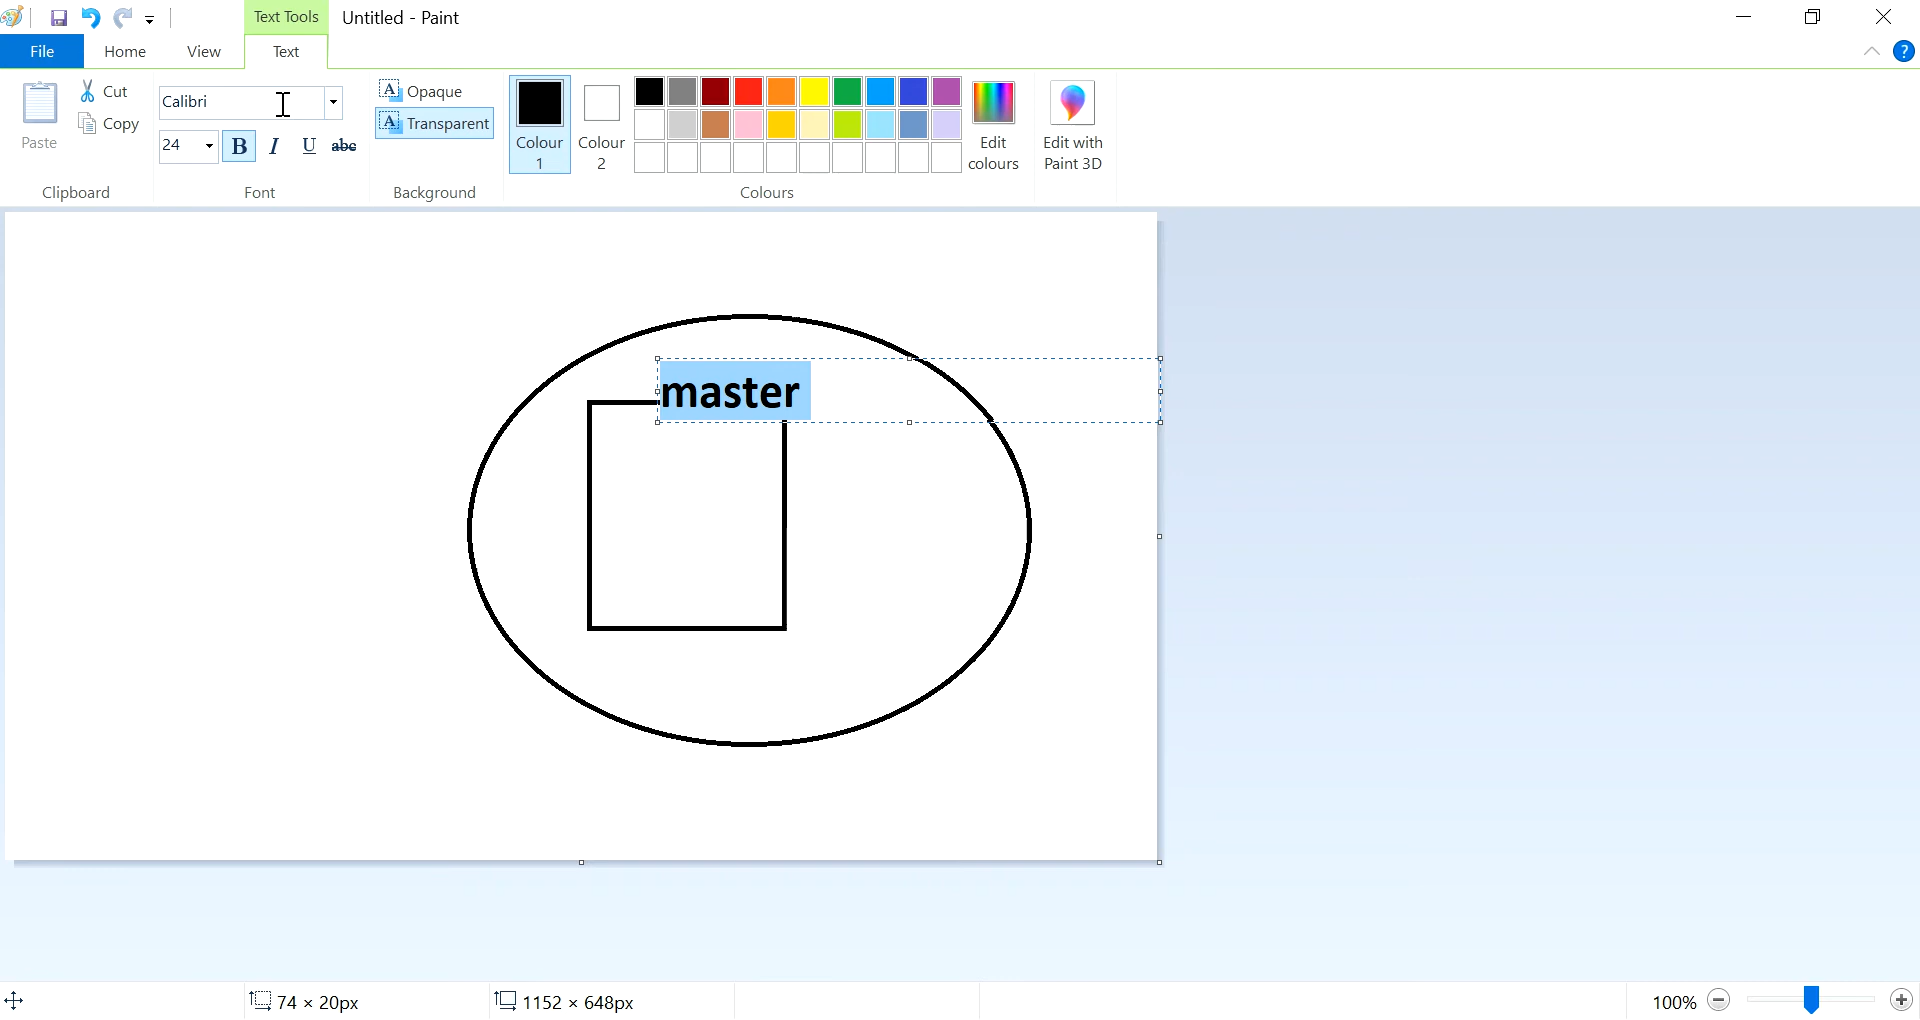 Text Tools Untitled - Paint
File Home View Text
Paste
Cut
Copy
Clipboard
Calibri
24 B I U abc
Font
Opaque
Transparent
Background
Colour 1
Colour 2
Edit colours
Colours
Edit with Paint 3D
master
74 × 20px 1152 × 648px 100%